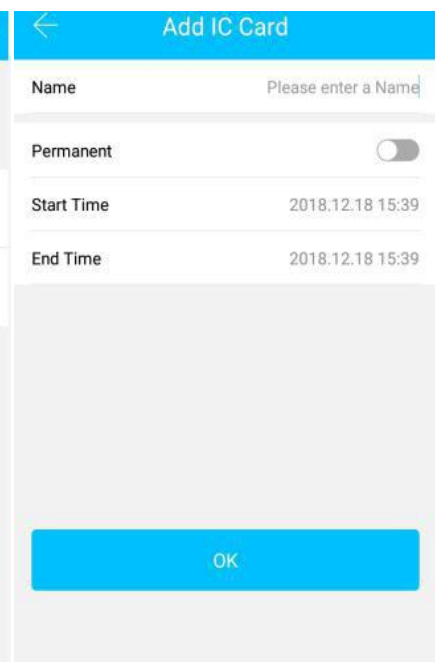 Add IC Card
Name Please enter a Name
Permanent
Start Time 2018.12.18 15:39
End Time 2018.12.18 15:39
OK